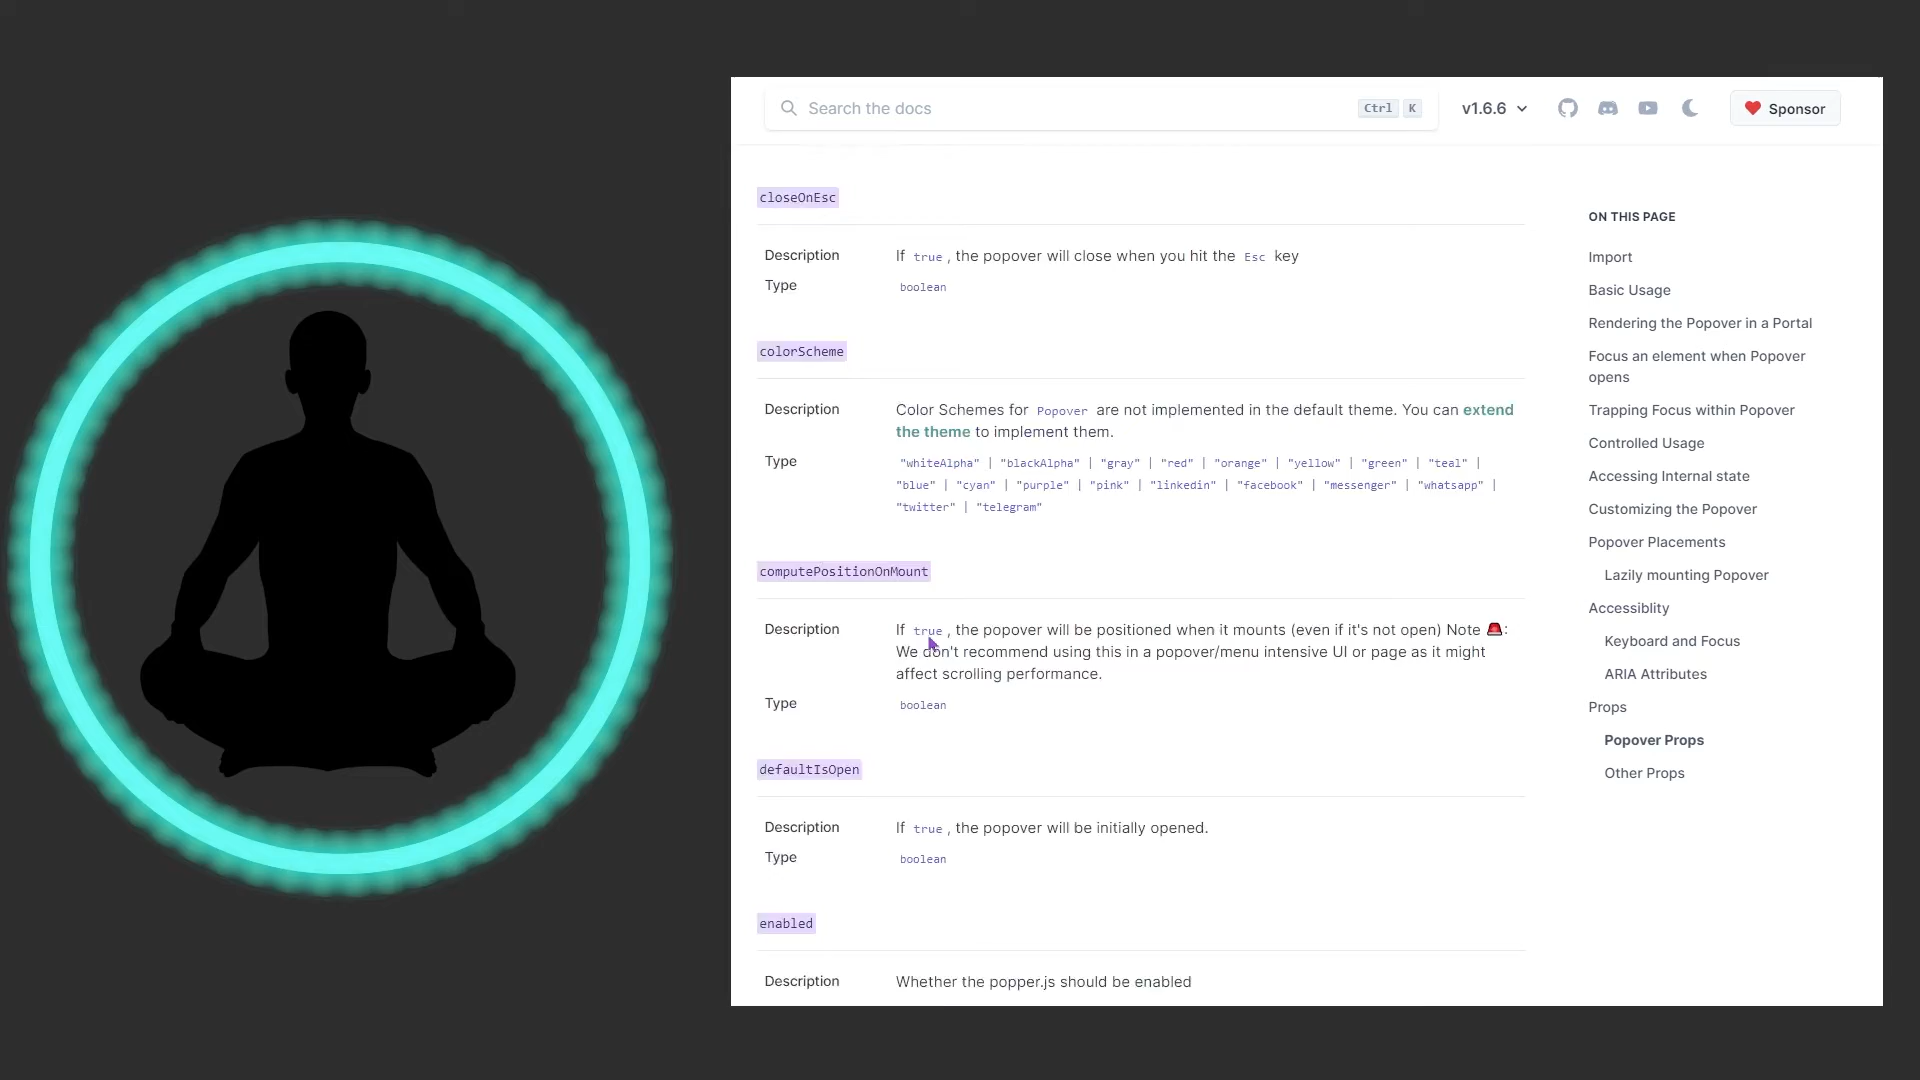 Search the docs
Ctrl K
v1.6.6
Sponsor
closeOnEsc
Description If true, the popover will close when you hit the Esc key
Type boolean
colorScheme
Description Color Schemes for Popover are not implemented in the default theme. You can extend
the theme to implement them.
Type "whiteAlpha" | "blackAlpha" | "gray" | "red" | "orange" | "yellow" | "green" | "teal" |
"blue" | "cyan" | "purple" | "pink" | "linkedin" | "facebook" | "messenger" | "whatsapp" |
"twitter" | "telegram"
computePositionOnMount
Description If true, the popover will be positioned when it mounts (even if it's not open) Note 🚨:
We don't recommend using this in a popover/menu intensive UI or page as it might
affect scrolling performance.
Type boolean
defaultIsOpen
Description If true, the popover will be initially opened.
Type boolean
enabled
Description Whether the popper.js should be enabled
ON THIS PAGE
Import
Basic Usage
Rendering the Popover in a Portal
Focus an element when Popover
opens
Trapping Focus within Popover
Controlled Usage
Accessing Internal state
Customizing the Popover
Popover Placements
Lazily mounting Popover
Accessiblity
Keyboard and Focus
ARIA Attributes
Props
Popover Props
Other Props